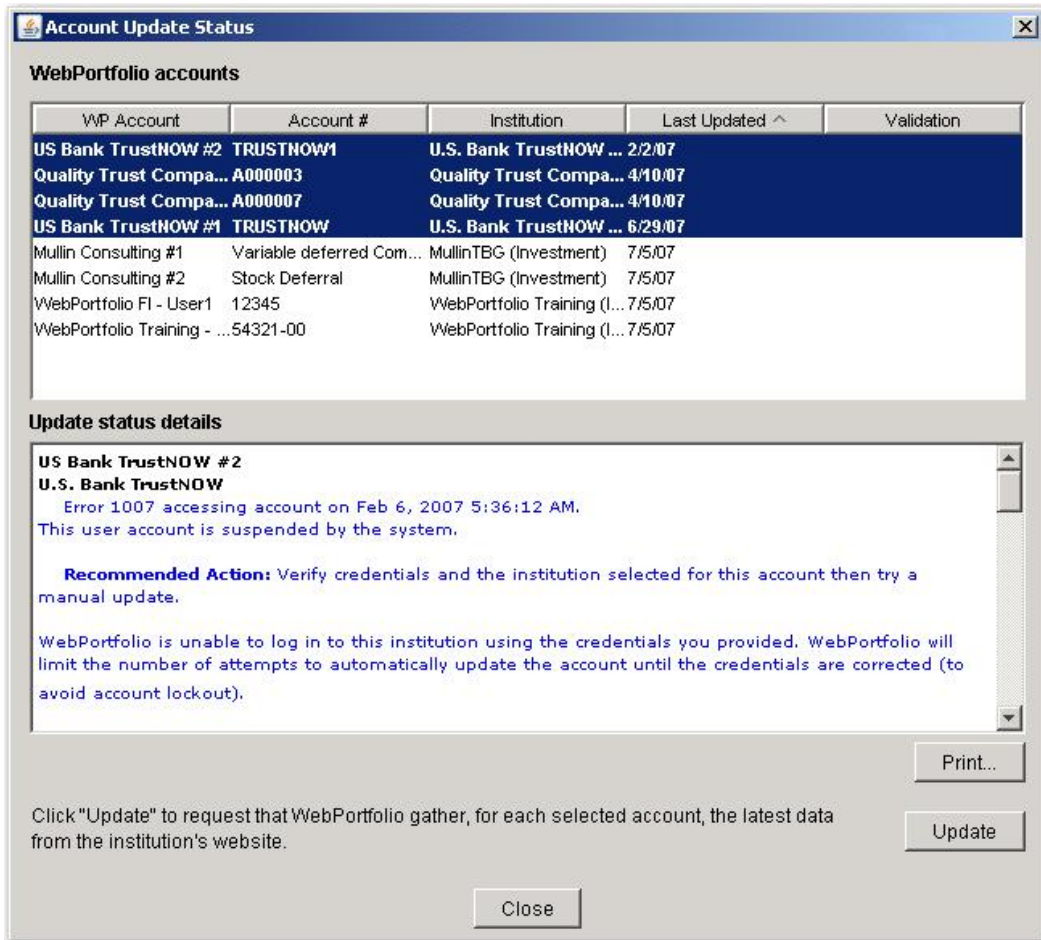 Account Update Status
WebPortfolio accounts
WP Account Account # Institution Last Updated Validation
US Bank TrustNOW #2 TRUSTNOW1 U.S. Bank TrustNOW ... 2/2/07
Quality Trust Compa... A000003 Quality Trust Compa... 4/10/07
Quality Trust Compa... A000007 Quality Trust Compa... 4/10/07
US Bank TrustNOW #1 TRUSTNOW U.S. Bank TrustNOW ... 6/29/07
Mullin Consulting #1 Variable deferred Com... MullinTBG (Investment) 7/5/07
Mullin Consulting #2 Stock Deferral MullinTBG (Investment) 7/5/07
WebPortfolio FI - User1 12345 WebPortfolio Training (I... 7/5/07
WebPortfolio Training - ... 54321-00 WebPortfolio Training (I... 7/5/07
Update status details
US Bank TrustNOW #2
U.S. Bank TrustNOW
Error 1007 accessing account on Feb 6, 2007 5:36:12 AM.
This user account is suspended by the system.
Recommended Action: Verify credentials and the institution selected for this account then try a
manual update.
WebPortfolio is unable to log in to this institution using the credentials you provided. WebPortfolio will
limit the number of attempts to automatically update the account until the credentials are corrected (to
avoid account lockout).
Print...
Click "Update" to request that WebPortfolio gather, for each selected account, the latest data
from the institution's website.
Update
Close